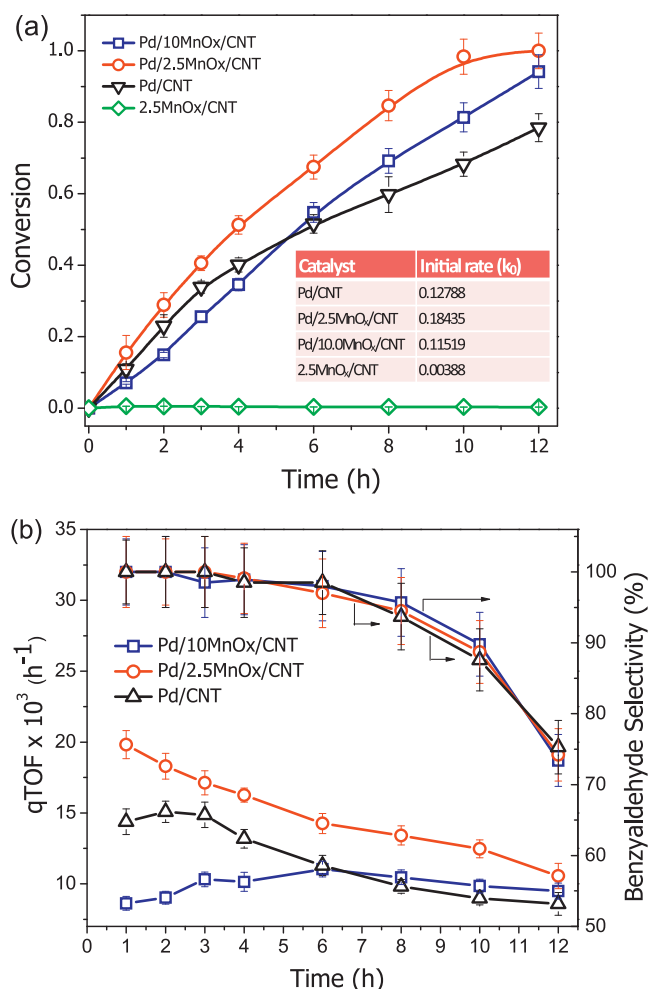 (a)
Pd/10MnOx/CNT
Pd/2.5MnOx/CNT
Pd/CNT
2.5MnOx/CNT
Conversion
1.0
0.8
0.6
0.4
0.2
0.0
Catalyst Initial rate (k₀)
Pd/CNT 0.12788
Pd/2.5MnOₓ/CNT 0.18435
Pd/10.0MnOₓ/CNT 0.11519
2.5MnOₓ/CNT 0.00388
0 2 4 6 8 10 12
Time (h)
(b)
qTOF x 10³ (h⁻¹)
35
30
25
20
15
10
Pd/10MnOx/CNT
Pd/2.5MnOx/CNT
Pd/CNT
100
90
80
70
60
50
Benzyaldehyde Selectivity (%)
0 1 2 3 4 5 6 7 8 9 10 11 12
Time (h)